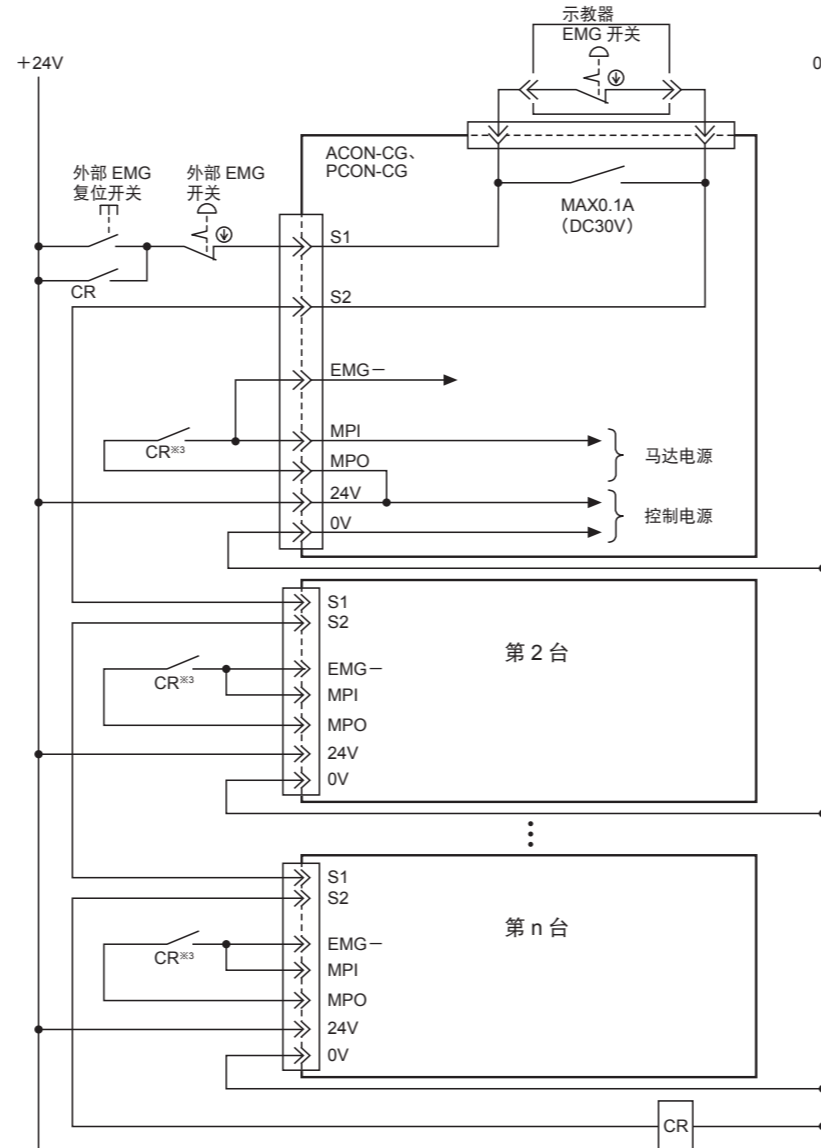 示教器
EMG 开关
+24V
0
ACON-CG、
PCON-CG
外部 EMG
复位开关
外部 EMG
开关
MAX0.1A
（DC30V）
S1
CR
S2
EMG－
MPI
CR※3
马达电源
MPO
24V
控制电源
0V
S1
S2
第 2 台
EMG－
CR※3
MPI
MPO
24V
0V
S1
S2
第 n 台
EMG－
CR※3
MPI
MPO
24V
0V
CR